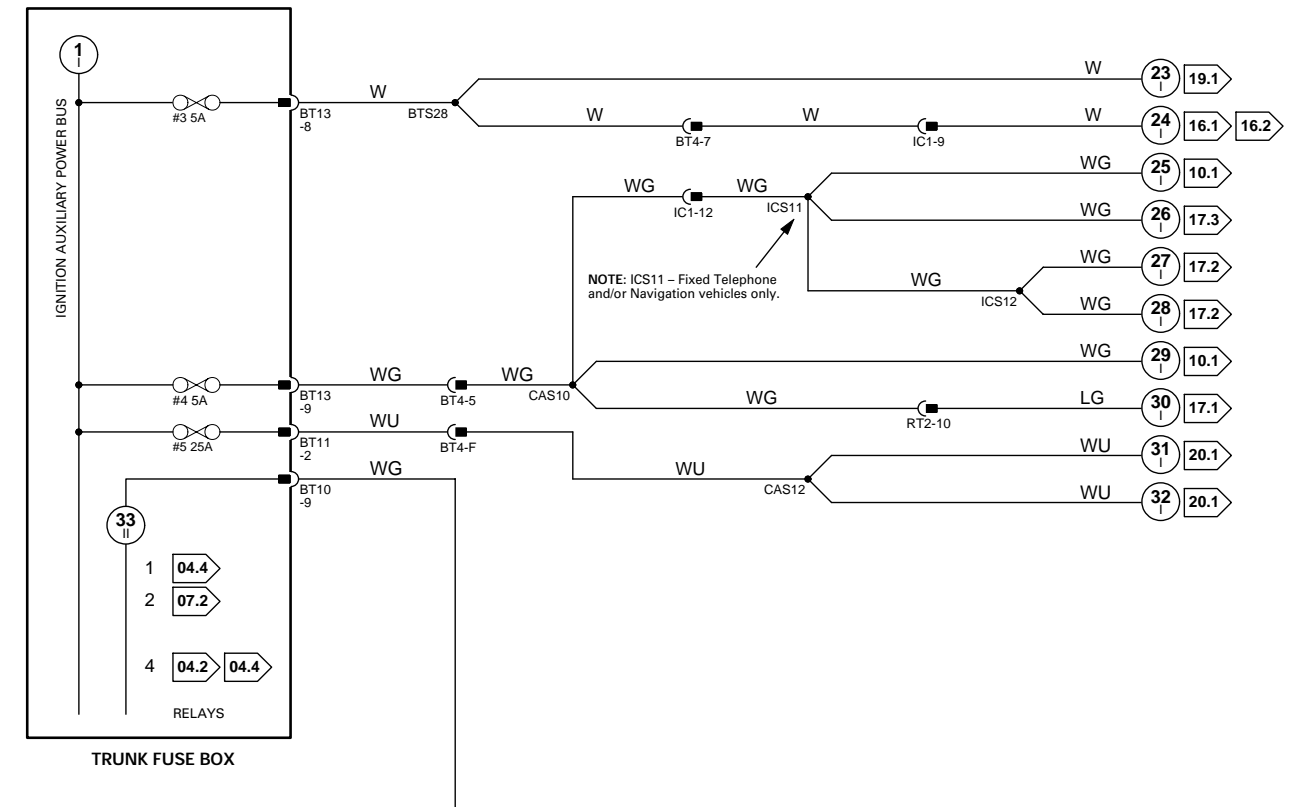 1
I
IGNITION AUXILIARY POWER BUS
#3 5A
BT13
-8
W
BTS28
W
23
I
19.1
W
BT4-7
W
IC1-9
W
24
I
16.1
16.2
WG
IC1-12
WG
ICS11
WG
25
I
10.1
WG
26
I
17.3
NOTE: ICS11 – Fixed Telephone
and/or Navigation vehicles only.
WG
ICS12
WG
27
I
17.2
WG
28
I
17.2
#4 5A
BT13
-9
WG
BT4-5
WG
CAS10
WG
29
I
10.1
WG
RT2-10
LG
30
I
17.1
#5 25A
BT11
-2
WU
BT4-F
WU
CAS12
WU
31
I
20.1
WU
32
I
20.1
BT10
-9
WG
33
II
1 04.4
2 07.2
4 04.2 04.4
RELAYS
TRUNK FUSE BOX